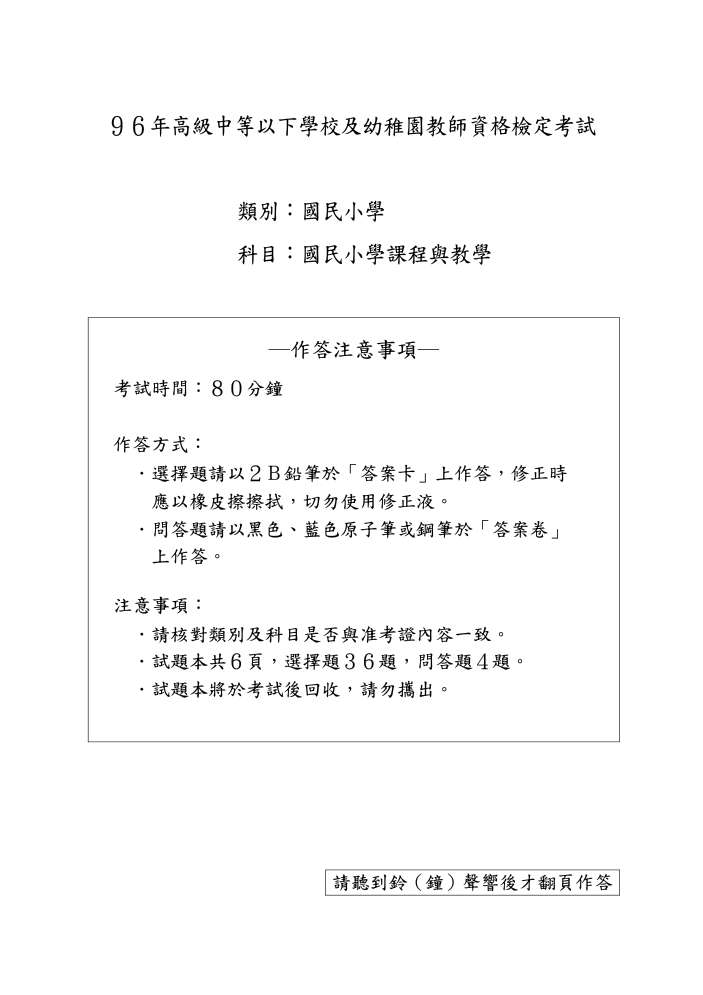 96年高級中等以下學校及幼稚園教師資格檢定考試
類別：國民小學
科目：國民小學課程與教學
—作答注意事項—
考試時間：80分鐘
作答方式：
．選擇題請以2B鉛筆於「答案卡」上作答，修正時
應以橡皮擦擦拭，切勿使用修正液。
．問答題請以黑色、藍色原子筆或鋼筆於「答案卷」
上作答。
注意事項：
．請核對類別及科目是否與准考證內容一致。
．試題本共6頁，選擇題36題，問答題4題。
．試題本將於考試後回收，請勿攜出。
請聽到鈴（鐘）聲響後才翻頁作答